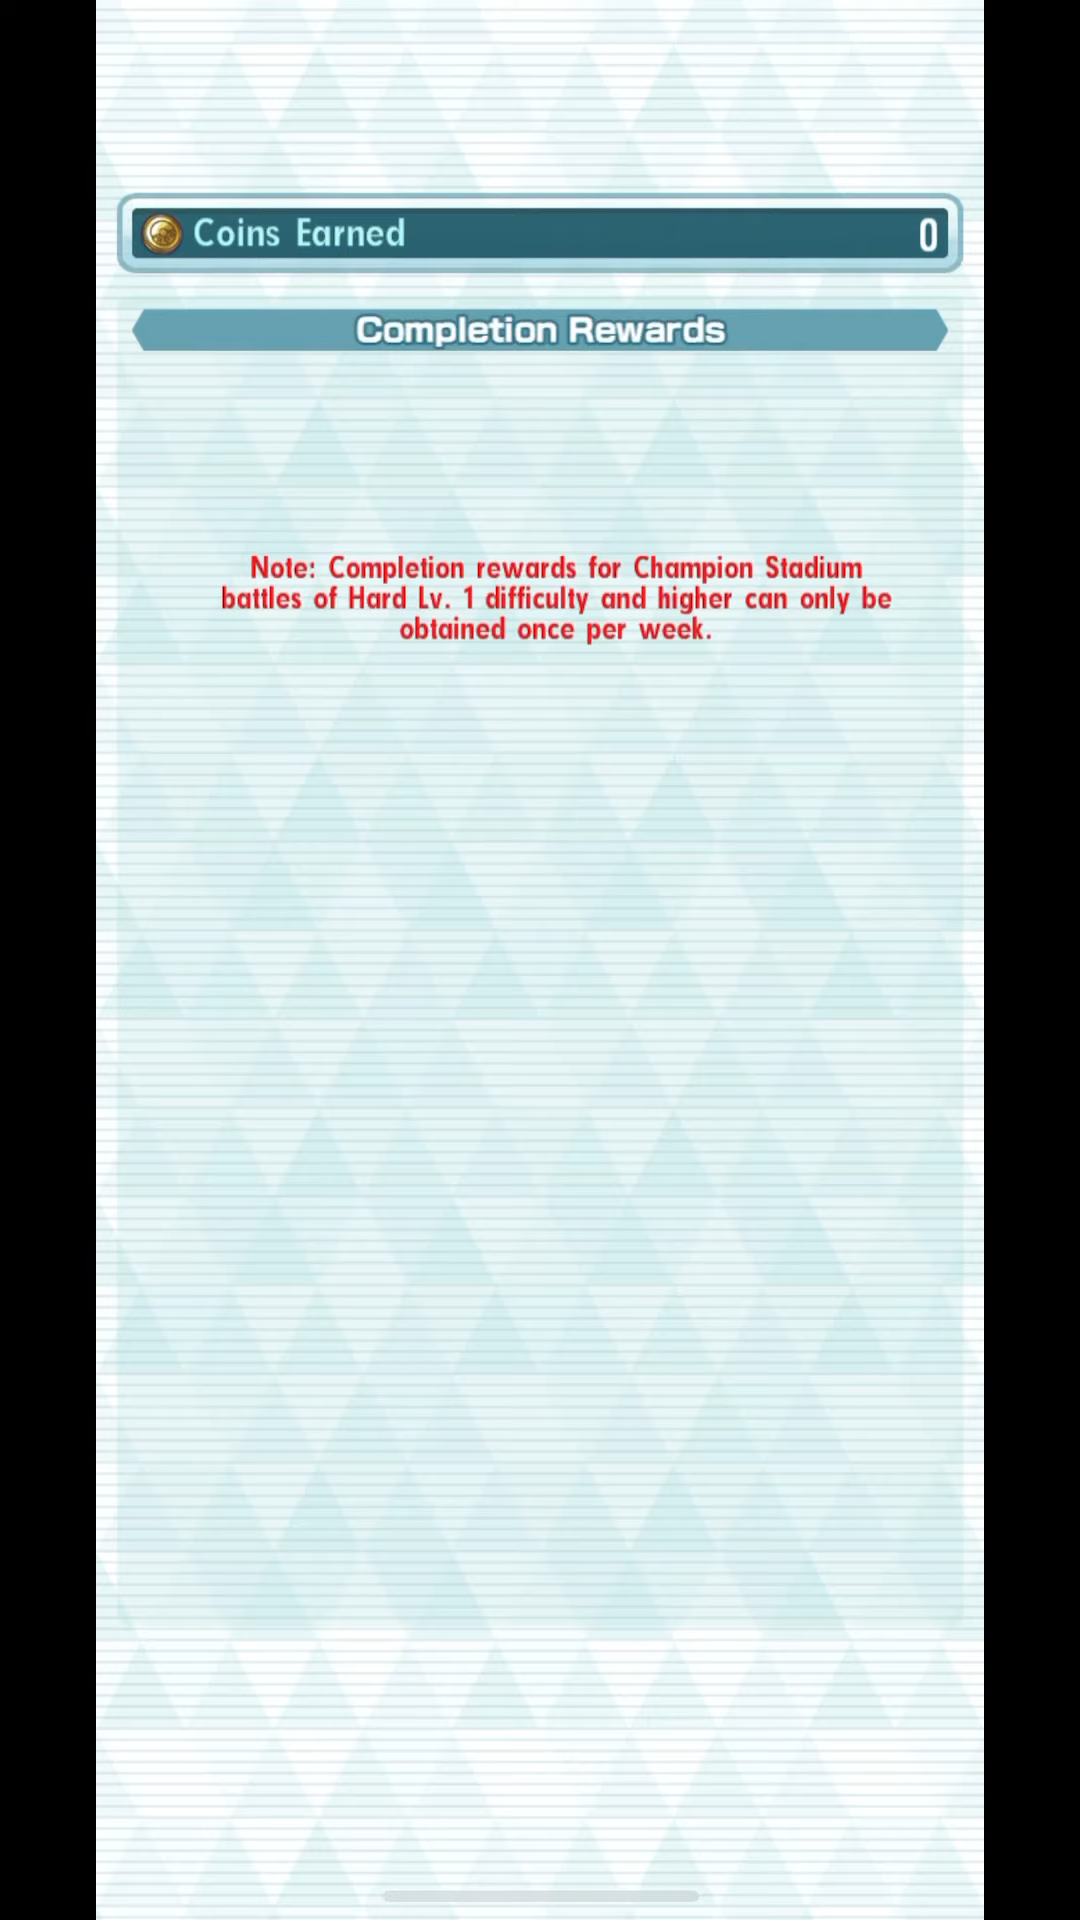 Coins Earned 0
Completion Rewards
Note: Completion rewards for Champion Stadium
battles of Hard Lv. 1 difficulty and higher can only be
obtained once per week.